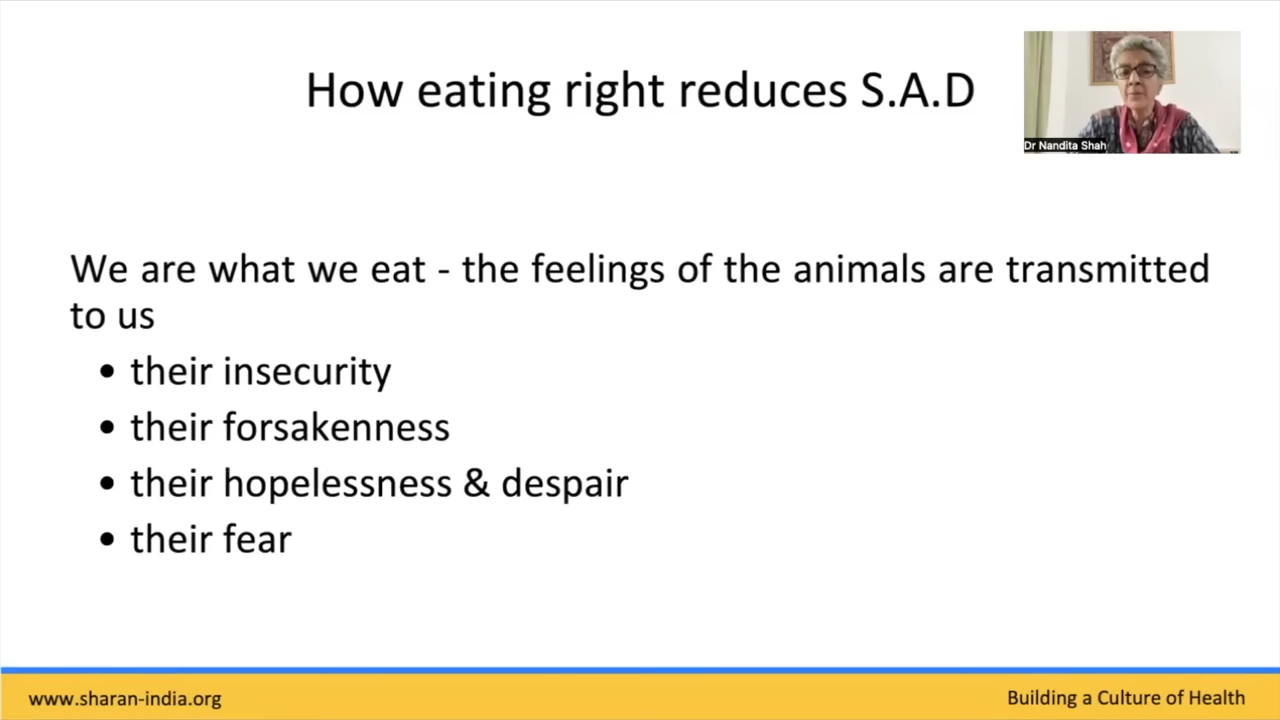 How eating right reduces S.A.D
Dr Nandita Shah
We are what we eat - the feelings of the animals are transmitted
to us
• their insecurity
• their forsakenness
• their hopelessness & despair
• their fear
www.sharan-india.org
Building a Culture of Health